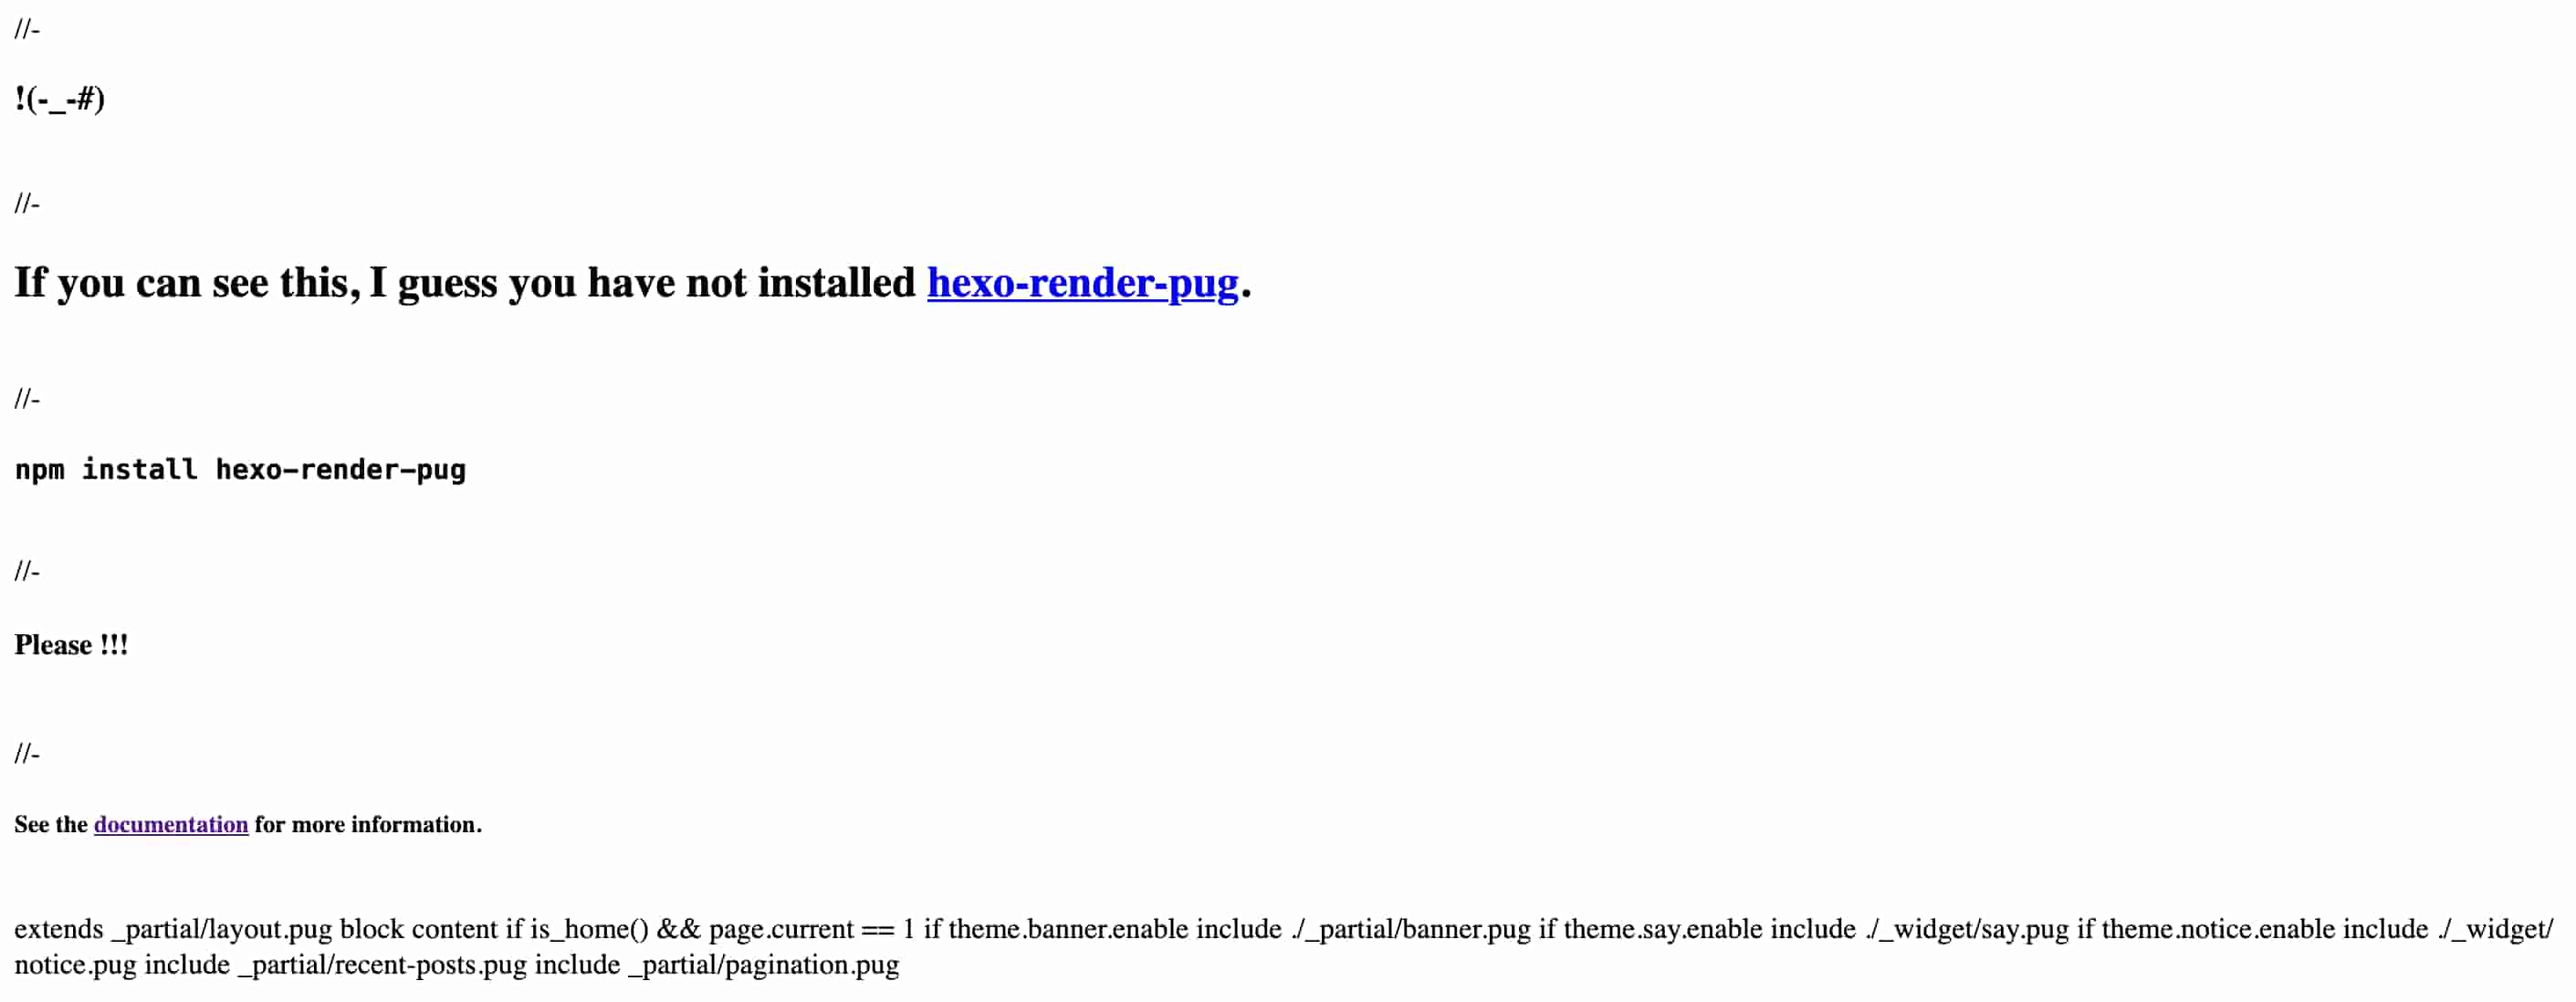 //-
!(-_-#)
//-
If you can see this, I guess you have not installed hexo-render-pug.
//-
npm install hexo-render-pug
//-
Please !!!
//-
See the documentation for more information.
extends _partial/layout.pug block content if is_home() && page.current == 1 if theme.banner.enable include ./_partial/banner.pug if theme.say.enable include ./_widget/say.pug if theme.notice.enable include ./_widget/
notice.pug include _partial/recent-posts.pug include _partial/pagination.pug